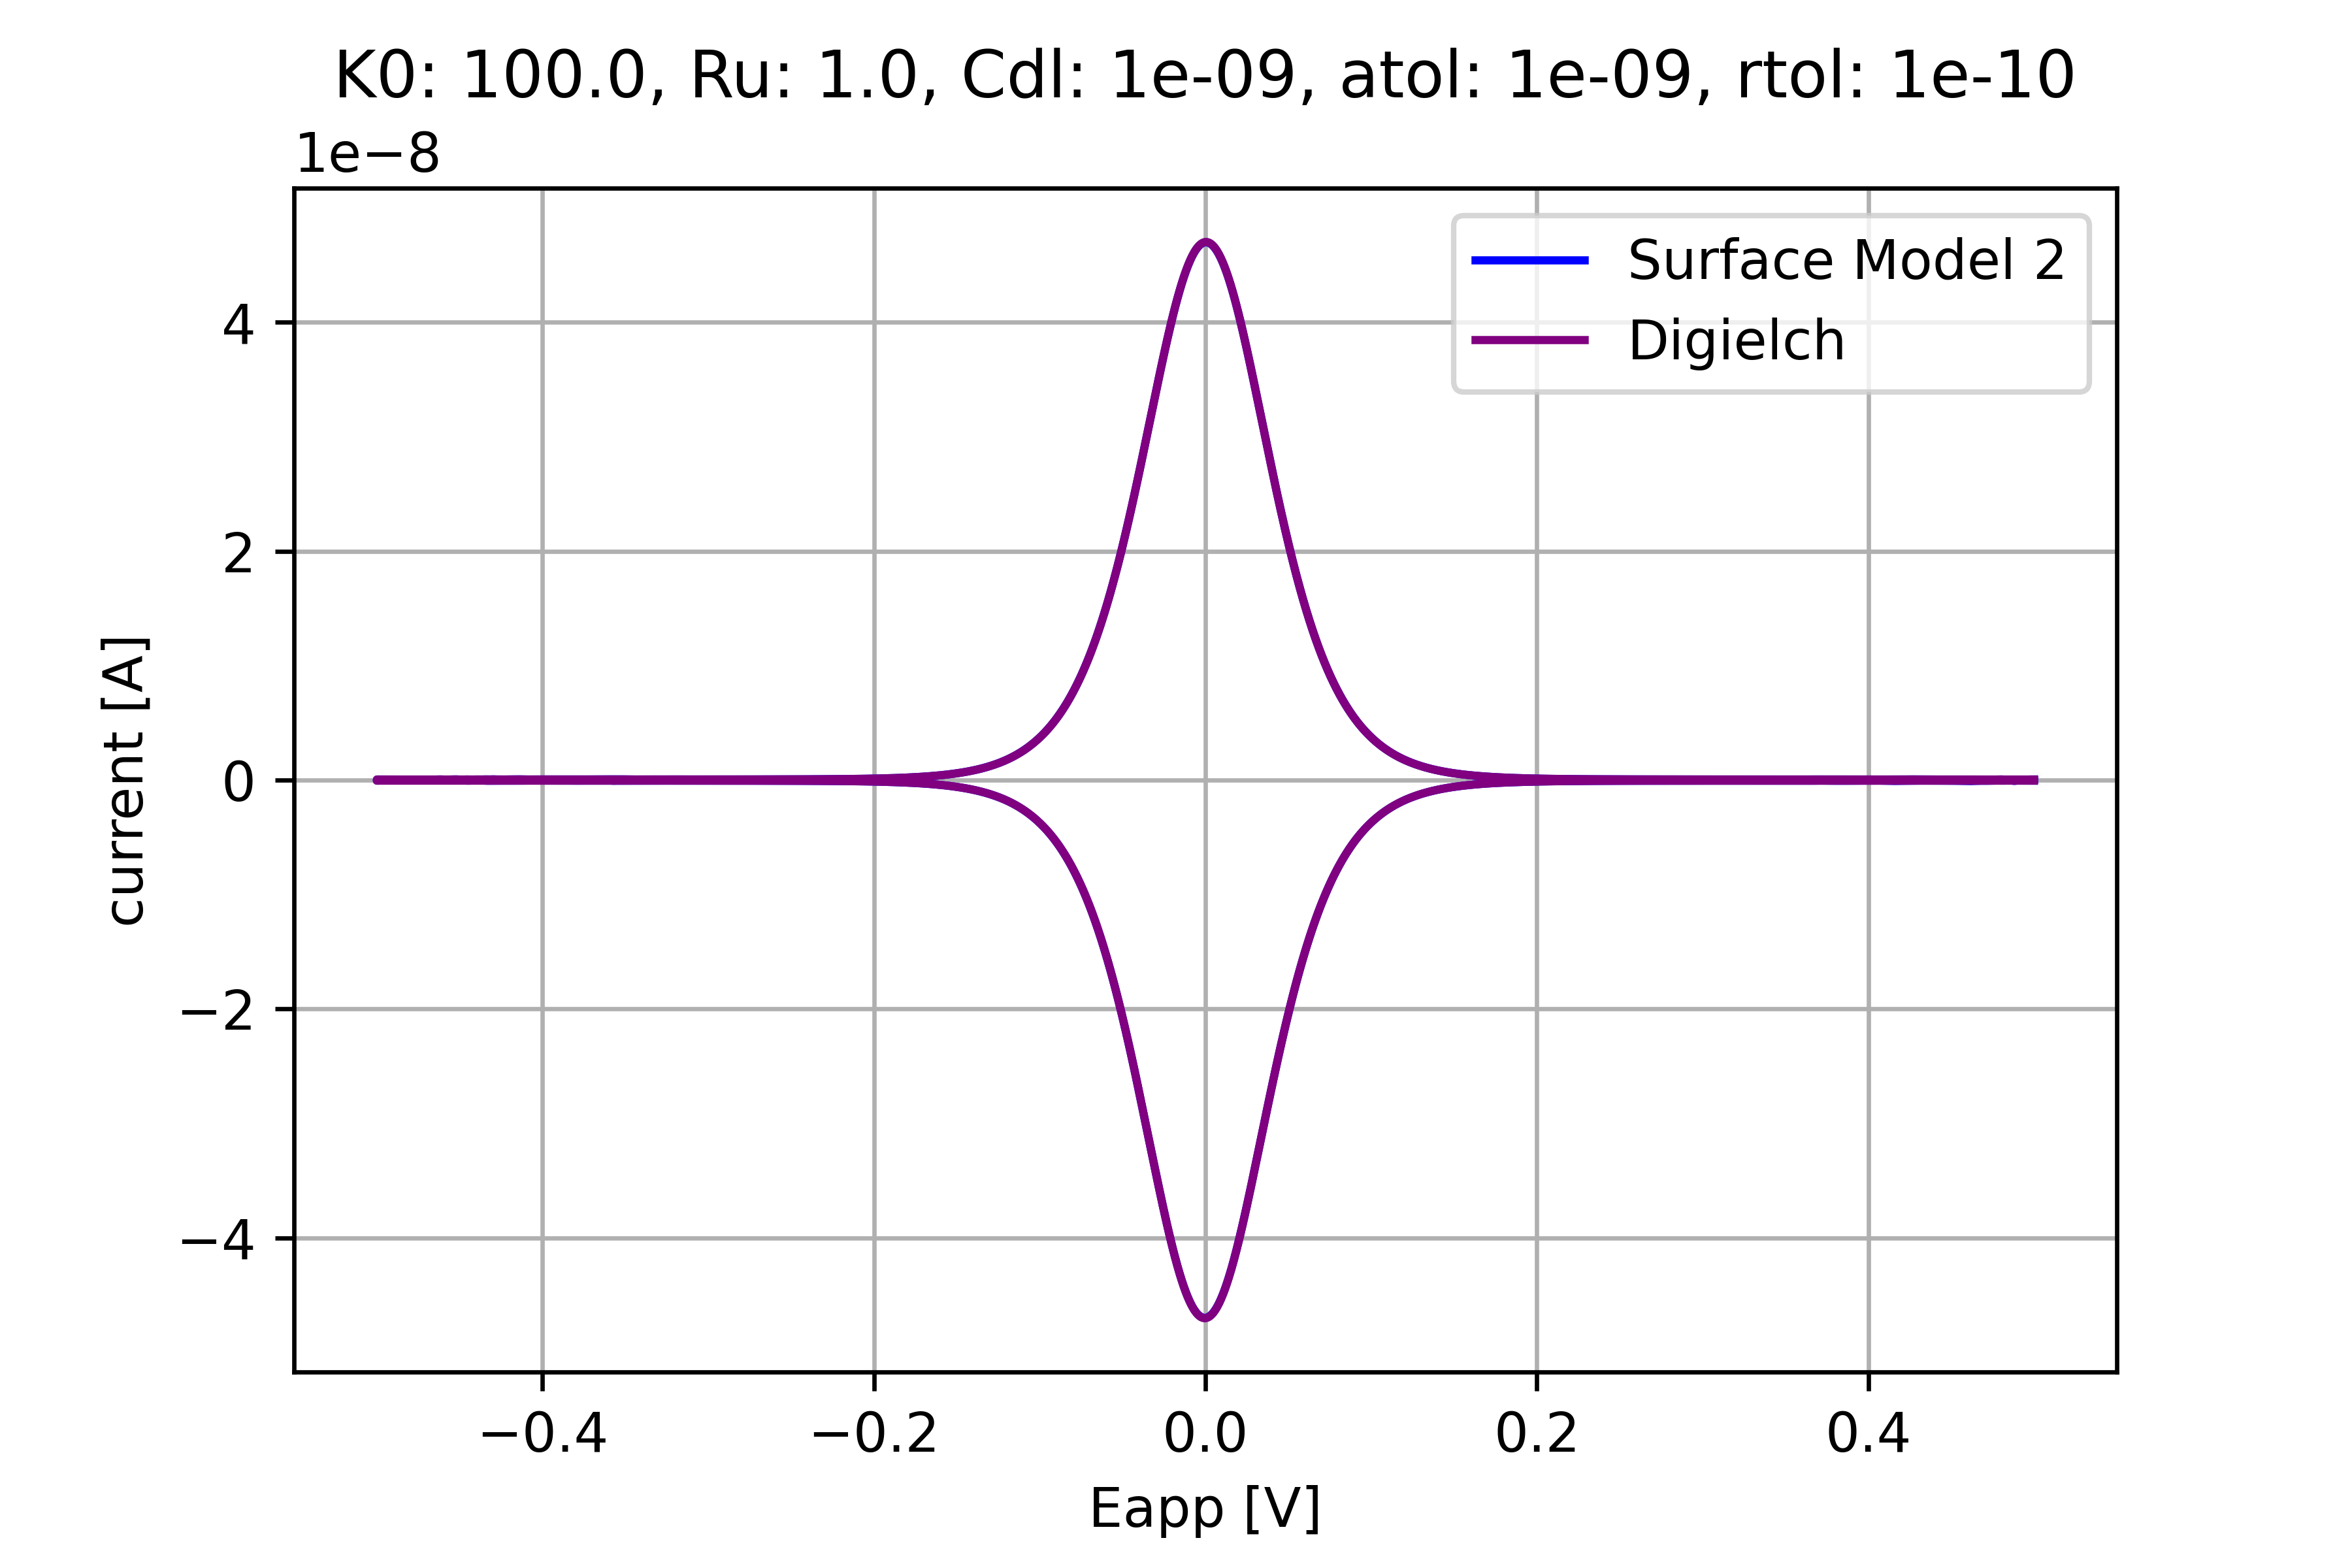 K0: 100.0, Ru: 1.0, Cdl: 1e-09, atol: 1e-09, rtol: 1e-10
1e−8
Surface Model 2
Digielch
4
2
0
−2
−4
current [A]
−0.4
−0.2
0.0
0.2
0.4
Eapp [V]